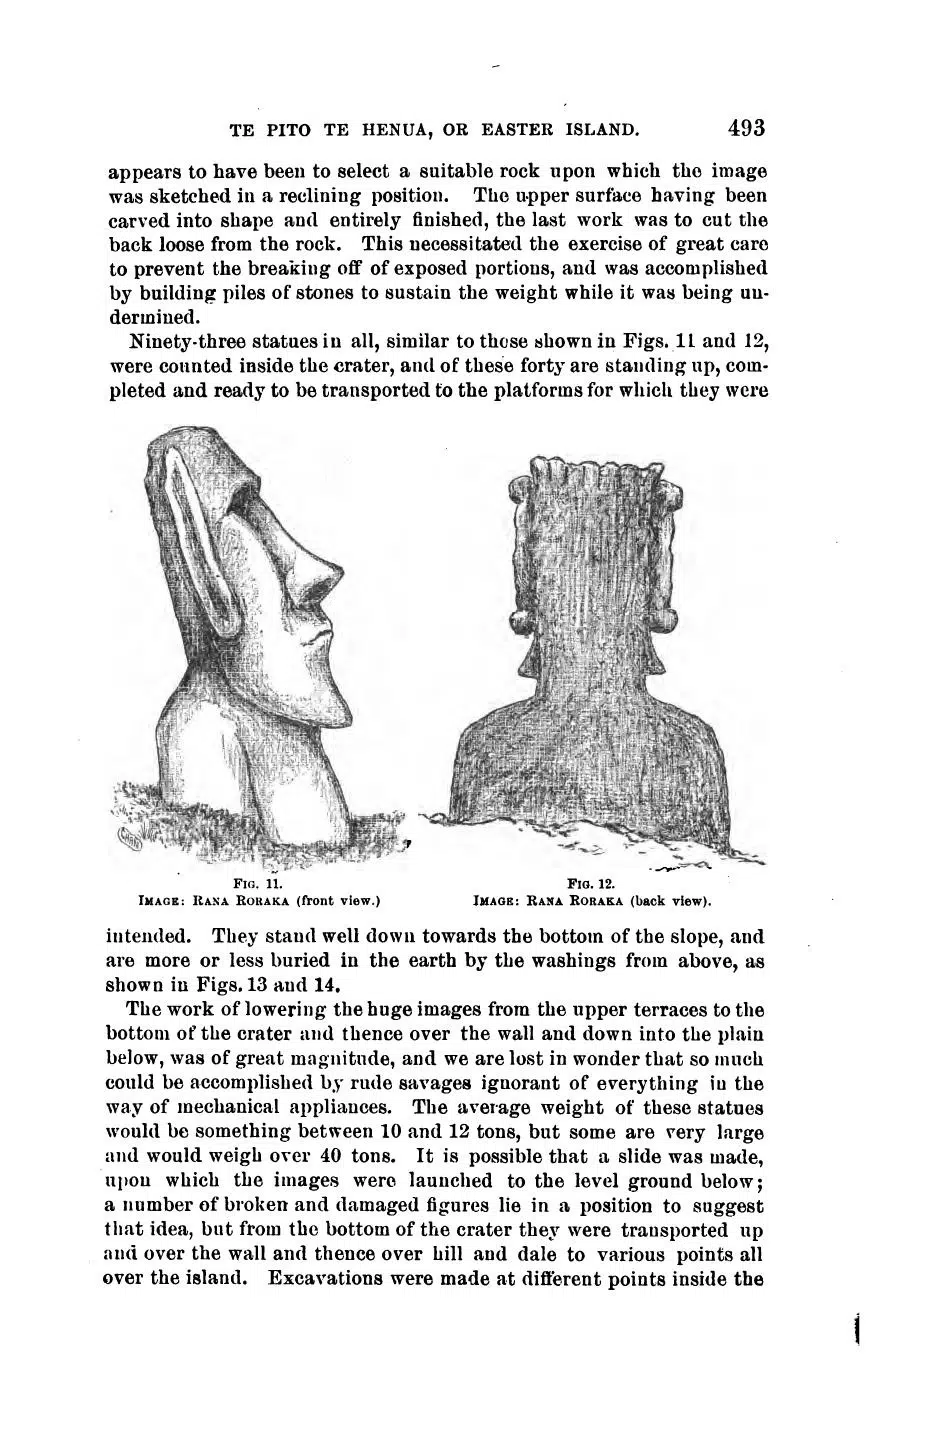 TE PITO TE HENUA, OR EASTER ISLAND. 493
appears to have been to select a suitable rock upon which the image
was sketched in a reclining position. The upper surface having been
carved into shape and entirely finished, the last work was to cut the
back loose from the rock. This necessitated the exercise of great care
to prevent the breaking off of exposed portions, and was accomplished
by building piles of stones to sustain the weight while it was being un-
dermined.
Ninety-three statues in all, similar to those shown in Figs. 11 and 12,
were counted inside the crater, and of these forty are standing up, com-
pleted and ready to be transported to the platforms for which they were
FIG. 11.
IMAGE: RANA RORAKA (front view.)
FIG. 12.
IMAGE: RANA RORAKA (back view).
intended. They stand well down towards the bottom of the slope, and
are more or less buried in the earth by the washings from above, as
shown in Figs. 13 and 14.
The work of lowering the huge images from the upper terraces to the
bottom of the crater and thence over the wall and down into the plain
below, was of great magnitude, and we are lost in wonder that so much
could be accomplished by rude savages ignorant of everything in the
way of mechanical appliances. The average weight of these statues
would be something between 10 and 12 tons, but some are very large
and would weigh over 40 tons. It is possible that a slide was made,
upon which the images were launched to the level ground below;
a number of broken and damaged figures lie in a position to suggest
that idea, but from the bottom of the crater they were transported up
and over the wall and thence over hill and dale to various points all
over the island. Excavations were made at different points inside the